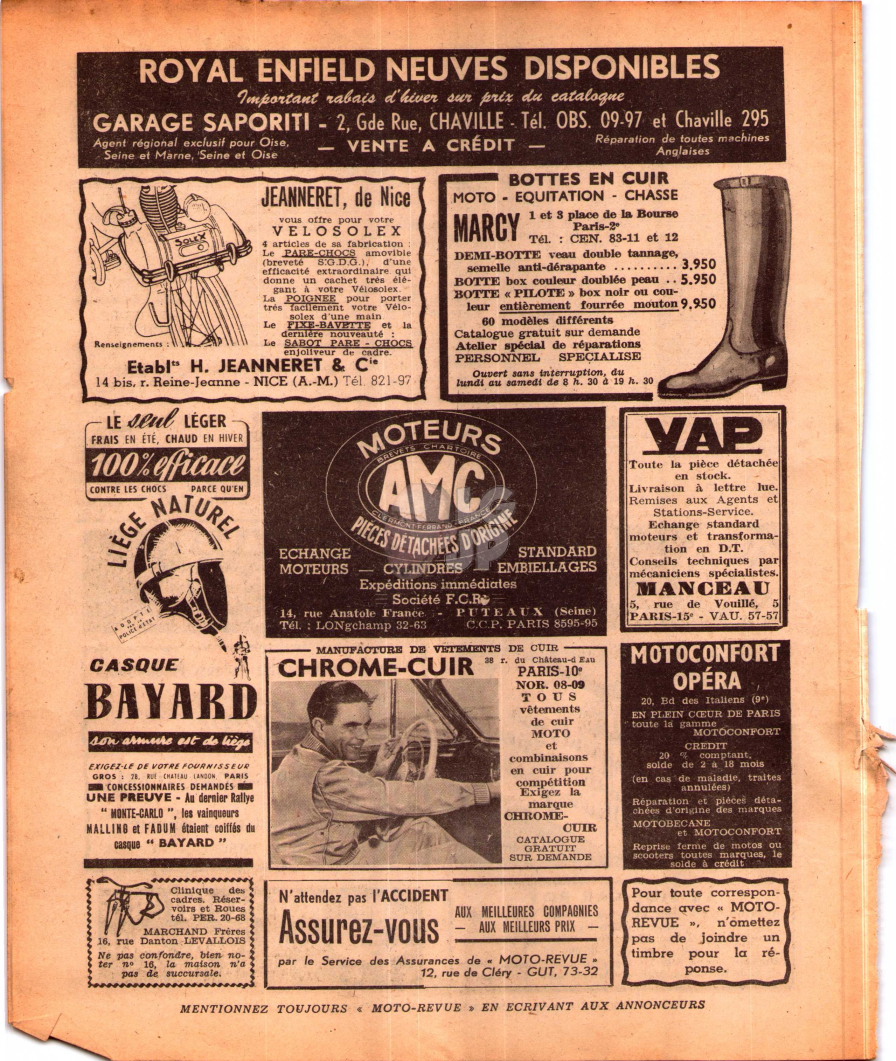 ROYAL ENFIELD NEUVES DISPONIBLES
Important rabais d'hiver sur prix du catalogue
GARAGE SAPORITI - 2, Gde Rue, CHAVILLE - Tél. OBS. 09-97 et Chaville 295
Agent régional exclusif pour Oise,
Seine et Marne, Seine et Oise
— VENTE A CRÉDIT —
Réparation de toutes machines
Anglaises
JEANNERET, de Nice
vous offre pour votre
VELOSOLEX
4 articles de sa fabrication :
Le PARE-CHOCS amovible
(breveté S.G.D.G.), d'une
efficacité extraordinaire qui
donne un cachet très élé-
gant à votre Vélosolex.
La POIGNEE pour porter
très facilement votre Vélo-
solex d'une main
Le FIXE-BAVETTE et la
dernière nouveauté :
Le SABOT PARE - CHOCS
enjoliveur de cadre.
SOLEX
Renseignements :
Etablts H. JEANNERET & Cie
14 bis, r. Reine-Jeanne - NICE (A.-M.) Tél. 821-97
BOTTES EN CUIR
MOTO - EQUITATION - CHASSE
MARCY
1 et 3 place de la Bourse
Paris-2e
Tél. : CEN. 83-11 et 12
DEMI-BOTTE veau double tannage,
semelle anti-dérapante .......... 3,950
BOTTE box couleur doublée peau .. 5.950
BOTTE « PILOTE » box noir ou cou-
leur entièrement fourrée mouton 9,950
60 modèles différents
Catalogue gratuit sur demande
Atelier spécial de réparations
PERSONNEL SPECIALISE
Ouvert sans interruption, du
lundi au samedi de 8 h. 30 à 19 h. 30
LE seul LÉGER
FRAIS EN ÉTÉ, CHAUD EN HIVER
100% efficace
CONTRE LES CHOCS PARCE QU'EN
LIÈGE NATUREL
ADOPTÉ
PAR LA
POLICE D'ETAT
CASQUE
BAYARD
son armure est de liège
EXIGEZ-LE DE VOTRE FOURNISSEUR
GROS : 28, RUE CHATEAU LANDON, PARIS
CONCESSIONNAIRES DEMANDÉS
UNE PREUVE - Au dernier Rallye
" MONTE-CARLO ", les vainqueurs
MALLING et FADUM étaient coiffés du
casque " BAYARD "
MOTEURS
BREVETS CHARTOIRE
AMC
CLERMONT-FERRAND - FRANCE
PIÈCES DÉTACHÉES D'ORIGINE
ECHANGE STANDARD
MOTEURS — CYLINDRES — EMBIELLAGES
Expéditions immédiates
Société F.C.R.
14, rue Anatole France - PUTEAUX (Seine)
Tél. : LONgchamp 32-63 C.C.P. PARIS 8595-95
VAP
Toute la pièce détachée
en stock.
Livraison à lettre lue.
Remises aux Agents et
Stations-Service.
Echange standard
moteurs et transforma-
tion en D.T.
Conseils techniques par
mécaniciens spécialistes.
MANCEAU
5, rue de Vouillé, 5
PARIS-15e - VAU. 57-57
MANUFACTURE DE VETEMENTS DE CUIR
CHROME-CUIR
38 r. du Château-d Eau
PARIS-10e
NOR. 08-09
TOUS
vêtements
de cuir
MOTO
et
combinaisons
en cuir pour
compétition
Exigez la
marque
CHROME-
CUIR
CATALOGUE
GRATUIT
SUR DEMANDE
MOTOCONFORT
OPÉRA
20, Bd des Italiens (9e)
EN PLEIN CŒUR DE PARIS
toute la gamme
MOTOCONFORT
CREDIT
20 % comptant,
solde de 2 à 18 mois
(en cas de maladie, traites
annulées)
Réparation et pièces déta-
chées d'origine des marques
MOTOBECANE
et MOTOCONFORT
Reprise ferme de motos ou
scooters toutes marques, le
solde à crédit
Clinique des
cadres. Réser-
voirs et Roues
tél. PER. 20-68
MARCHAND Frères
16, rue Danton LEVALLOIS
Ne pas confondre, bien no-
ter n° 16, la maison n'a
pas de succursale.
N'attendez pas l'ACCIDENT
Assurez-vous
AUX MEILLEURES COMPAGNIES
— AUX MEILLEURS PRIX —
par le Service des Assurances de « MOTO-REVUE »
12, rue de Cléry - GUT, 73-32
Pour toute correspon-
dance avec « MOTO-
REVUE », n'omettez
pas de joindre un
timbre pour la ré-
ponse.
MENTIONNEZ TOUJOURS « MOTO-REVUE » EN ECRIVANT AUX ANNONCEURS